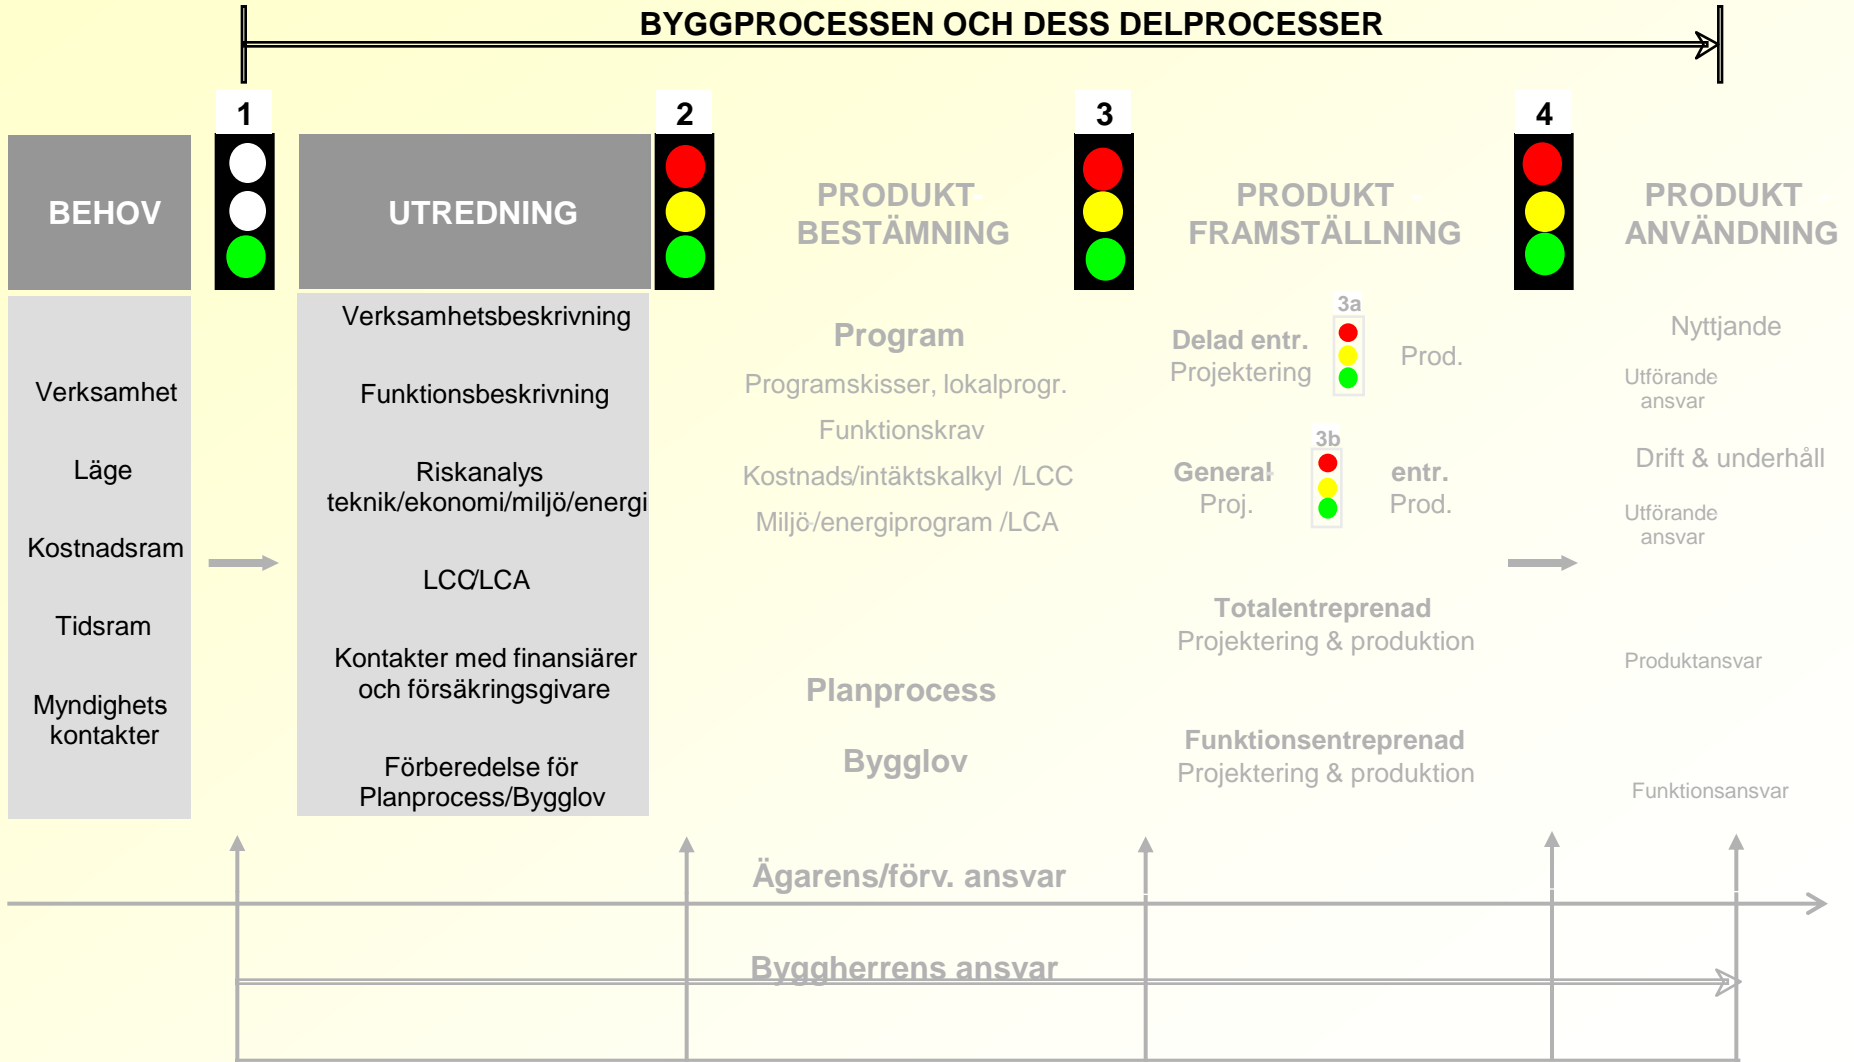 BYGGPROCESSEN OCH DESS DELPROCESSER
1
2
3
4
BEHOV
Verksamhet
Läge
Kostnadsram
Tidsram
Myndighets
kontakter
UTREDNING
Verksamhetsbeskrivning
Funktionsbeskrivning
Riskanalys
teknik/ekonomi/miljö/energi
LCC/LCA
Kontakter med finansiärer
och försäkringsgivare
Förberedelse för
Planprocess/Bygglov
PRODUKT-
BESTÄMNING
Program
Programskisser, lokalprogr.
Funktionskrav
Kostnads/intäktskalkyl /LCC
Miljö-/energiprogram /LCA
Planprocess
Bygglov
PRODUKT -
FRAMSTÄLLNING
3a
Delad entr.
Projektering Prod.
3b
General- entr.
Proj. Prod.
Totalentreprenad
Projektering & produktion
Funktionsentreprenad
Projektering & produktion
PRODUKT
ANVÄNDNING
Nyttjande
Utförande
ansvar
Drift & underhåll
Utförande
ansvar
Produktansvar
Funktionsansvar
Ägarens/förv. ansvar
Byggherrens ansvar